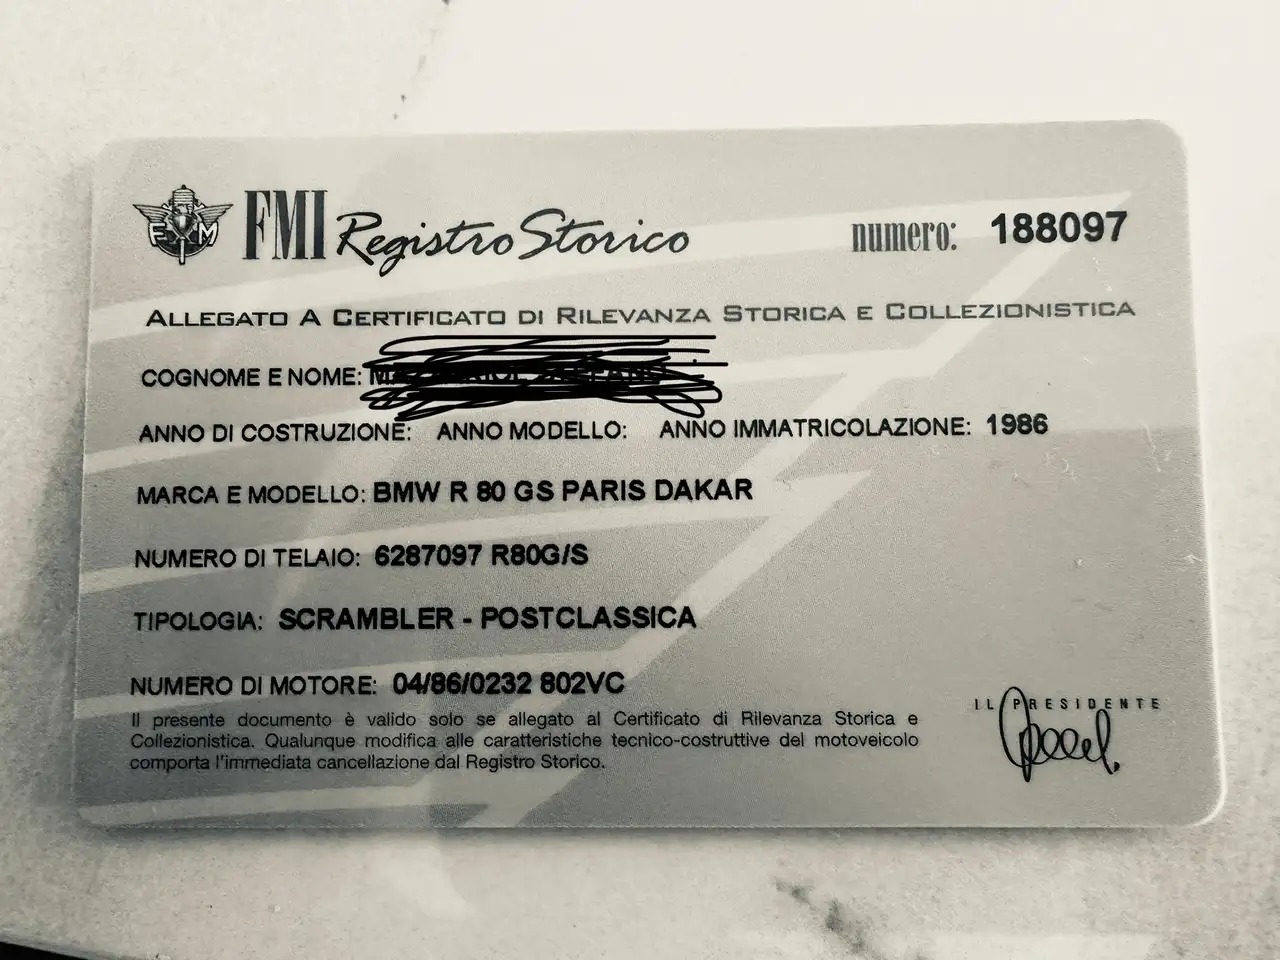 FMI Registro Storico numero: 188097
FM
ALLEGATO A CERTIFICATO DI RILEVANZA STORICA E COLLEZIONISTICA
COGNOME E NOME:
ANNO DI COSTRUZIONE: ANNO MODELLO: ANNO IMMATRICOLAZIONE: 1986
MARCA E MODELLO: BMW R 80 GS PARIS DAKAR
NUMERO DI TELAIO: 6287097 R80G/S
TIPOLOGIA: SCRAMBLER - POSTCLASSICA
NUMERO DI MOTORE: 04/86/0232 802VC
Il presente documento è valido solo se allegato al Certificato di Rilevanza Storica e
Collezionistica. Qualunque modifica alle caratteristiche tecnico-costruttive del motoveicolo
comporta l'immediata cancellazione dal Registro Storico.
IL PRESIDENTE